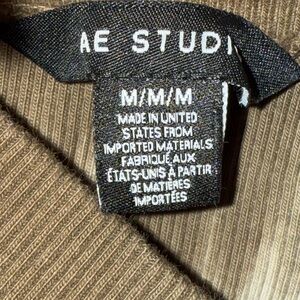 AE STUDI
M/M/M
MADE IN UNITED
STATES FROM
IMPORTED MATERIALS
FABRIQUÉ AUX
ÉTATS-UNIS À PARTIR
DE MATIÈRES
IMPORTÉES